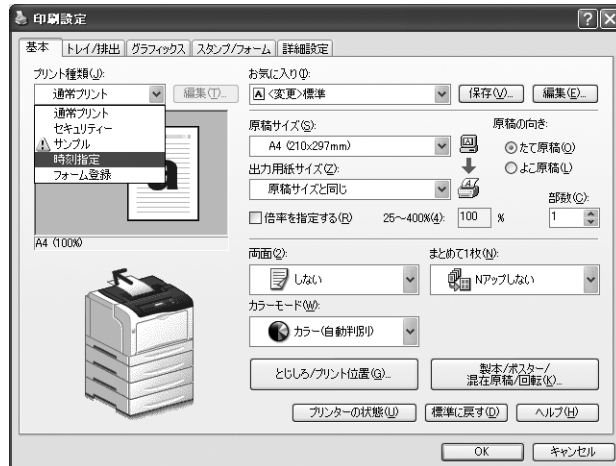 印刷設定
基本 トレイ/排出 グラフィックス スタンプ/フォーム 詳細設定
プリント種類(J):
通常プリント 編集(T)...
通常プリント
セキュリティー
サンプル
時刻指定
フォーム登録
A4 (100%)
お気に入り(I):
A <変更>標準 保存(V)... 編集(E)...
原稿サイズ(S):
A4 (210x297mm)
出力用紙サイズ(Z):
原稿サイズと同じ
原稿の向き:
たて原稿(O)
よこ原稿(L)
倍率を指定する(R) 25～400%(4): 100 %
部数(C):
1
両面(2):
しない
まとめて1枚(N):
Nアップしない
カラーモード(W):
カラー(自動判別)
とじしろ/プリント位置(G)...
製本/ポスター/
混在原稿/回転(K)...
プリンターの状態(U) 標準に戻す(D) ヘルプ(H)
OK キャンセル